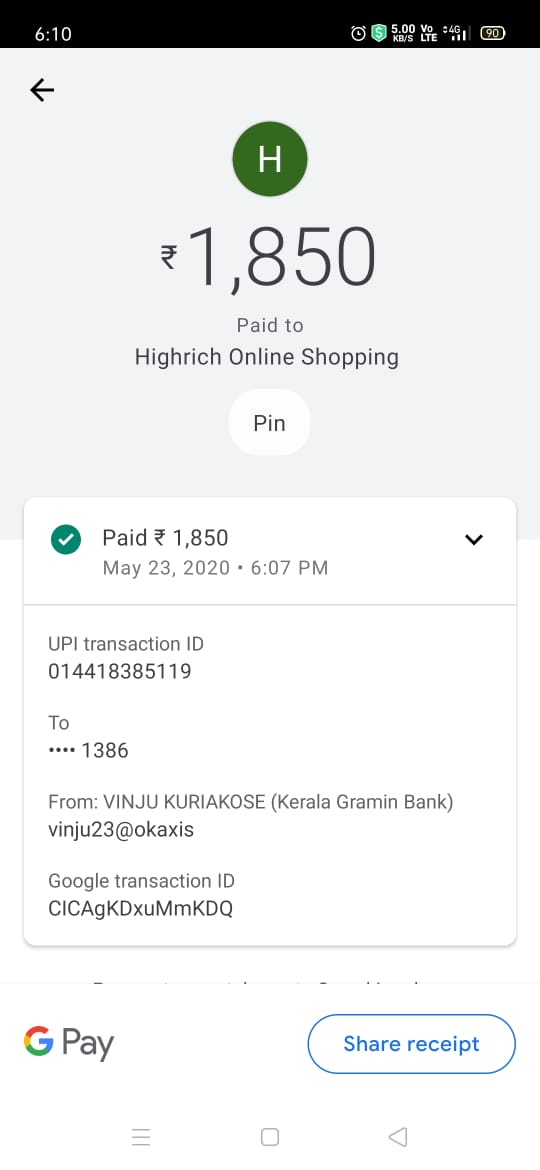 6:10
5.00 KB/S Vo LTE 4G 90
H
₹1,850
Paid to
Highrich Online Shopping
Pin
Paid ₹ 1,850
May 23, 2020 • 6:07 PM
UPI transaction ID
014418385119
To
•••• 1386
From: VINJU KURIAKOSE (Kerala Gramin Bank)
vinju23@okaxis
Google transaction ID
CICAgKDxuMmKDQ
G Pay
Share receipt